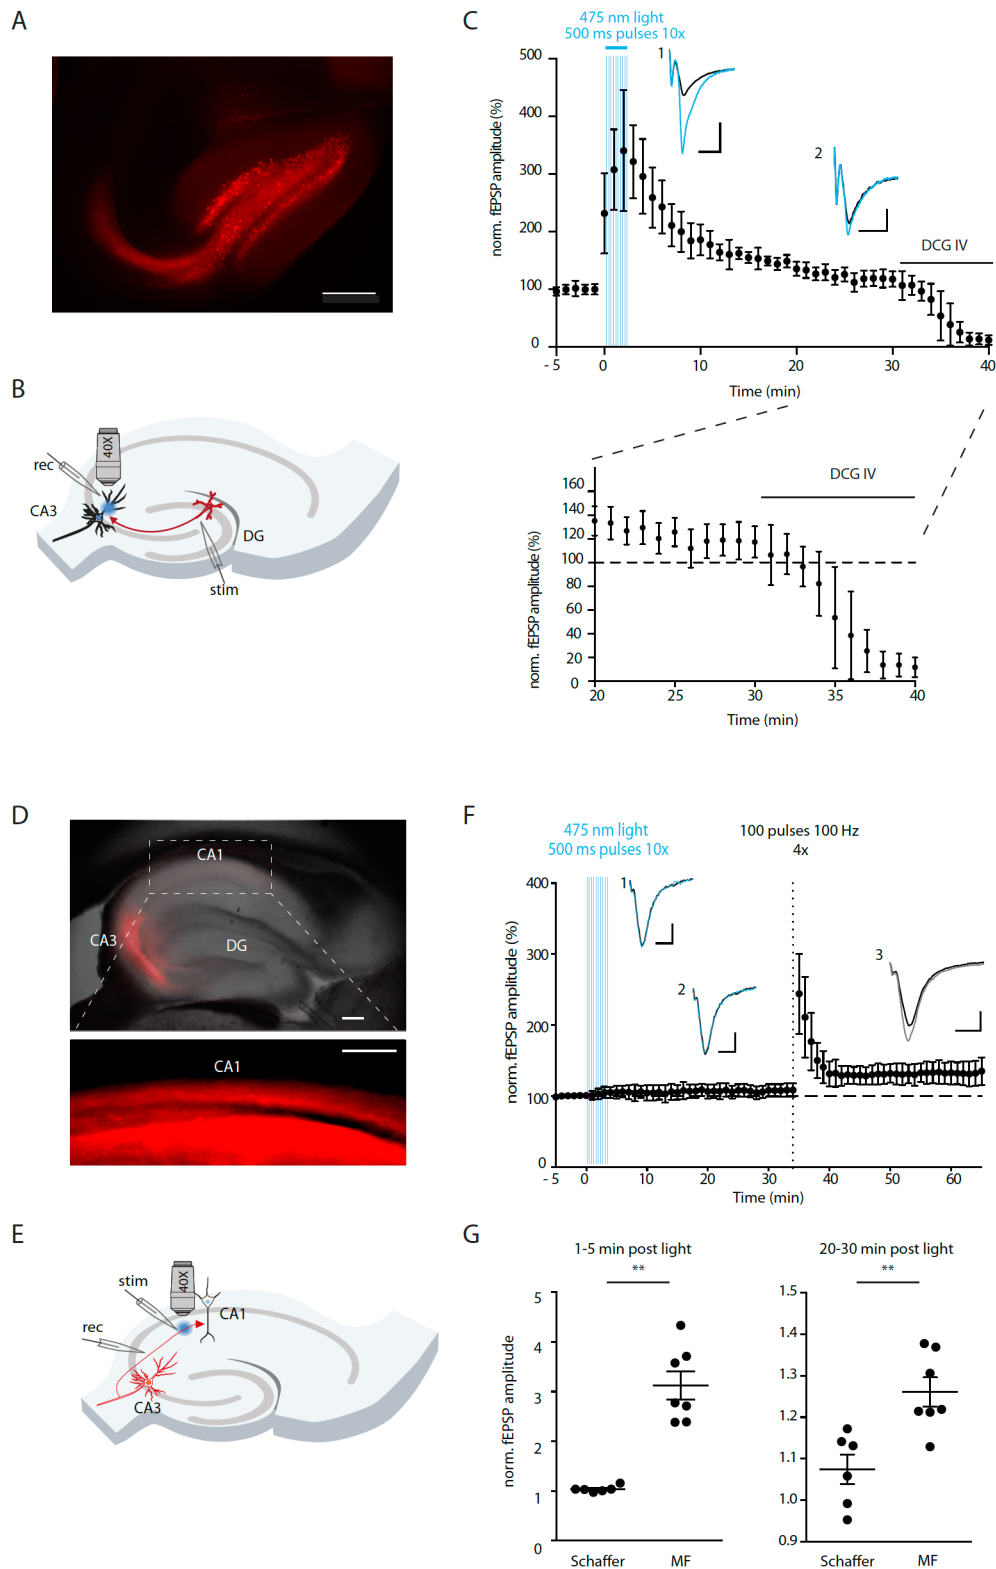 A
B
40X
rec
CA3
DG
stim
C
475 nm light
500 ms pulses 10x
norm. fEPSP amplitude (%)
500
400
300
200
100
0
1
2
DCG IV
- 5
0
10
20
30
40
Time (min)
norm. fEPSP amplitude (%)
160
140
120
100
80
60
40
20
0
DCG IV
20
25
30
35
40
Time (min)
D
CA1
CA3
DG
CA1
E
stim
40X
rec
CA1
CA3
F
475 nm light
500 ms pulses 10x
100 pulses 100 Hz
4x
norm. fEPSP amplitude (%)
400
300
200
100
0
1
2
3
- 5
0
10
20
30
40
50
60
Time (min)
G
1-5 min post light
**
norm. fEPSP amplitude
5
4
3
2
1
0
Schaffer
MF
20-30 min post light
**
1.5
1.4
1.3
1.2
1.1
1.0
0.9
Schaffer
MF